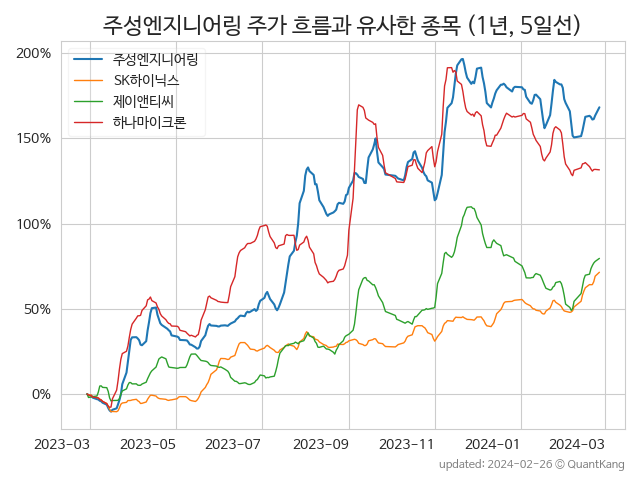 주성엔지니어링 주가 흐름과 유사한 종목 (1년, 5일선)
200%
150%
100%
50%
0%
주성엔지니어링
SK하이닉스
제이앤티씨
하나마이크론
2023-03 2023-05 2023-07 2023-09 2023-11 2024-01 2024-03
updated: 2024-02-26 © QuantKang